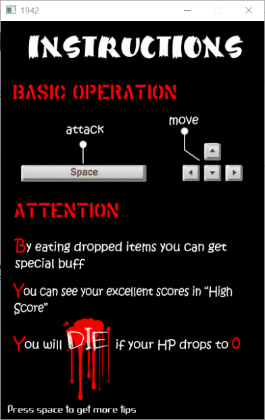 1942
INSTRUCTIONS
BASIC OPERATION
attack
move
Space
ATTENTION
By eating dropped items you can get
special buff
You can see your excellent scores in "High
Score"
You will DIE if your HP drops to 0
Press space to get more tips